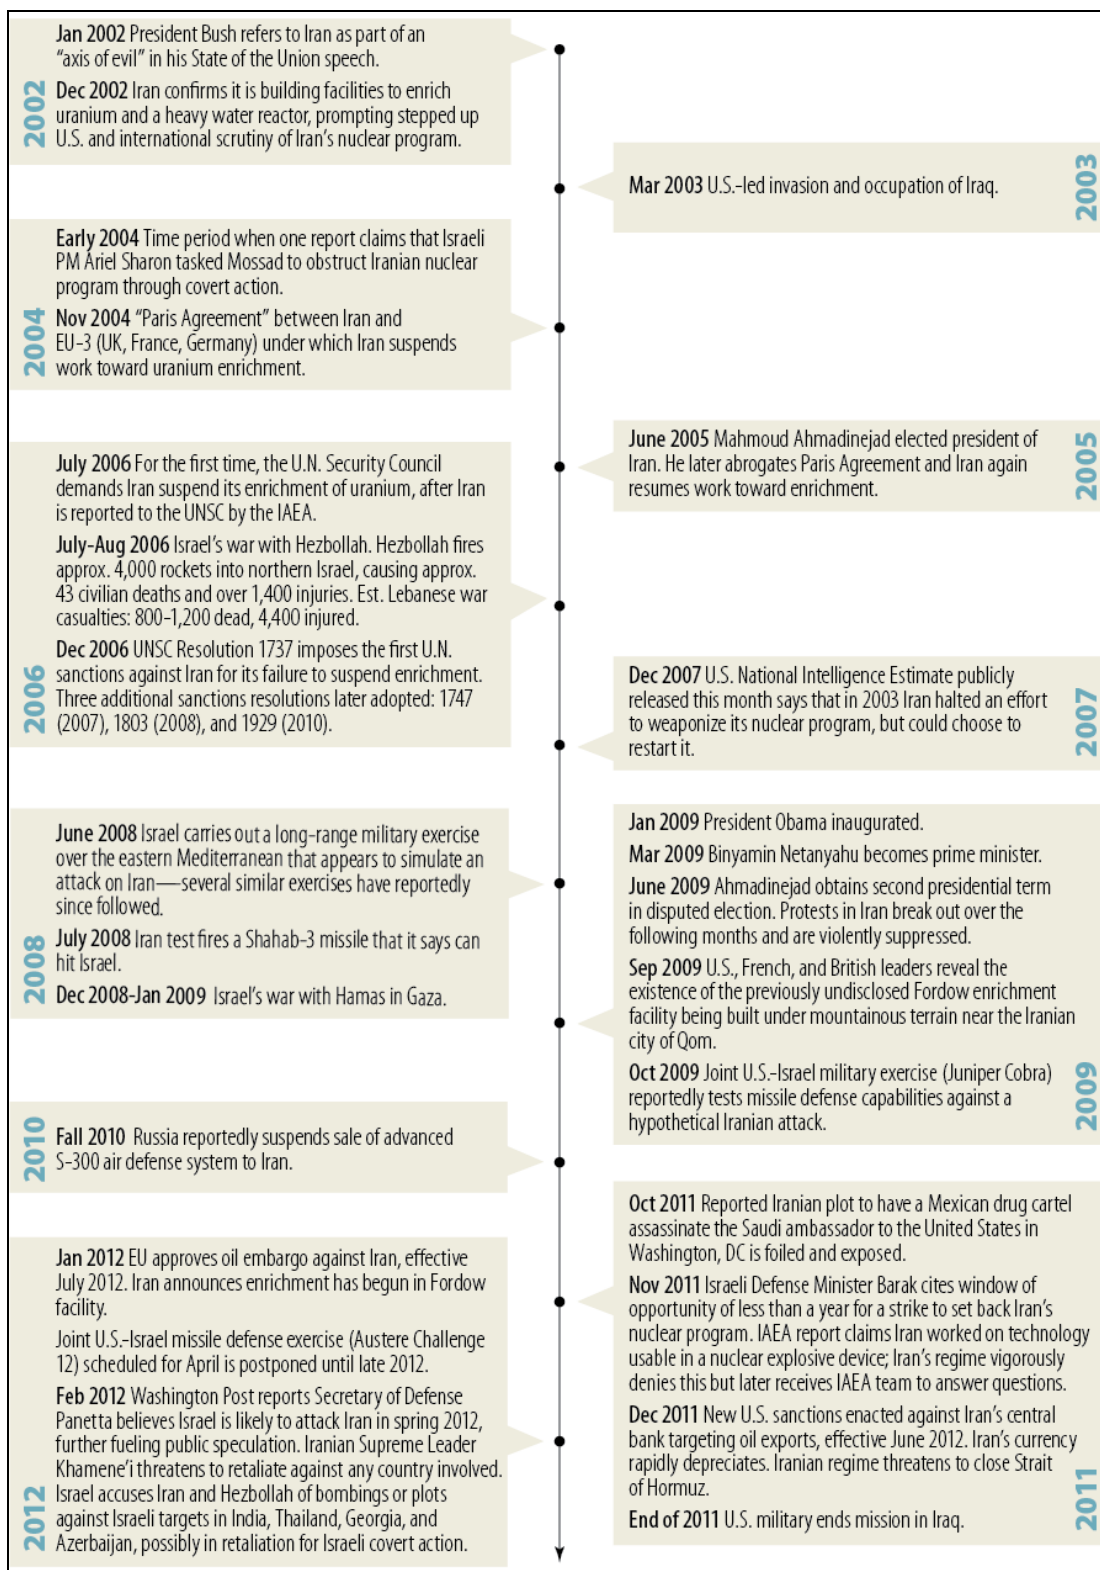 Jan 2002 President Bush refers to Iran as part of an
“axis of evil” in his State of the Union speech.
Dec 2002 Iran confirms it is building facilities to enrich
uranium and a heavy water reactor, prompting stepped up
U.S. and international scrutiny of Iran’s nuclear program.
2002
Mar 2003 U.S.-led invasion and occupation of Iraq.
2003
Early 2004 Time period when one report claims that Israeli
PM Ariel Sharon tasked Mossad to obstruct Iranian nuclear
program through covert action.
Nov 2004 “Paris Agreement” between Iran and
EU-3 (UK, France, Germany) under which Iran suspends
work toward uranium enrichment.
2004
June 2005 Mahmoud Ahmadinejad elected president of
Iran. He later abrogates Paris Agreement and Iran again
resumes work toward enrichment.
2005
July 2006 For the first time, the U.N. Security Council
demands Iran suspend its enrichment of uranium, after Iran
is reported to the UNSC by the IAEA.
July-Aug 2006 Israel’s war with Hezbollah. Hezbollah fires
approx. 4,000 rockets into northern Israel, causing approx.
43 civilian deaths and over 1,400 injuries. Est. Lebanese war
casualties: 800-1,200 dead, 4,400 injured.
Dec 2006 UNSC Resolution 1737 imposes the first U.N.
sanctions against Iran for its failure to suspend enrichment.
Three additional sanctions resolutions later adopted: 1747
(2007), 1803 (2008), and 1929 (2010).
2006
Dec 2007 U.S. National Intelligence Estimate publicly
released this month says that in 2003 Iran halted an effort
to weaponize its nuclear program, but could choose to
restart it.
2007
June 2008 Israel carries out a long-range military exercise
over the eastern Mediterranean that appears to simulate an
attack on Iran—several similar exercises have reportedly
since followed.
July 2008 Iran test fires a Shahab-3 missile that it says can
hit Israel.
Dec 2008-Jan 2009 Israel’s war with Hamas in Gaza.
2008
Jan 2009 President Obama inaugurated.
Mar 2009 Binyamin Netanyahu becomes prime minister.
June 2009 Ahmadinejad obtains second presidential term
in disputed election. Protests in Iran break out over the
following months and are violently suppressed.
Sep 2009 U.S., French, and British leaders reveal the
existence of the previously undisclosed Fordow enrichment
facility being built under mountainous terrain near the Iranian
city of Qom.
Oct 2009 Joint U.S.-Israel military exercise (Juniper Cobra)
reportedly tests missile defense capabilities against a
hypothetical Iranian attack.
2009
Fall 2010 Russia reportedly suspends sale of advanced
S-300 air defense system to Iran.
2010
Oct 2011 Reported Iranian plot to have a Mexican drug cartel
assassinate the Saudi ambassador to the United States in
Washington, DC is foiled and exposed.
Nov 2011 Israeli Defense Minister Barak cites window of
opportunity of less than a year for a strike to set back Iran’s
nuclear program. IAEA report claims Iran worked on technology
usable in a nuclear explosive device; Iran’s regime vigorously
denies this but later receives IAEA team to answer questions.
Dec 2011 New U.S. sanctions enacted against Iran’s central
bank targeting oil exports, effective June 2012. Iran’s currency
rapidly depreciates. Iranian regime threatens to close Strait
of Hormuz.
End of 2011 U.S. military ends mission in Iraq.
2011
Jan 2012 EU approves oil embargo against Iran, effective
July 2012. Iran announces enrichment has begun in Fordow
facility.
Joint U.S.-Israel missile defense exercise (Austere Challenge
12) scheduled for April is postponed until late 2012.
Feb 2012 Washington Post reports Secretary of Defense
Panetta believes Israel is likely to attack Iran in spring 2012,
further fueling public speculation. Iranian Supreme Leader
Khamene’i threatens to retaliate against any country involved.
Israel accuses Iran and Hezbollah of bombings or plots
against Israeli targets in India, Thailand, Georgia, and
Azerbaijan, possibly in retaliation for Israeli covert action.
2012